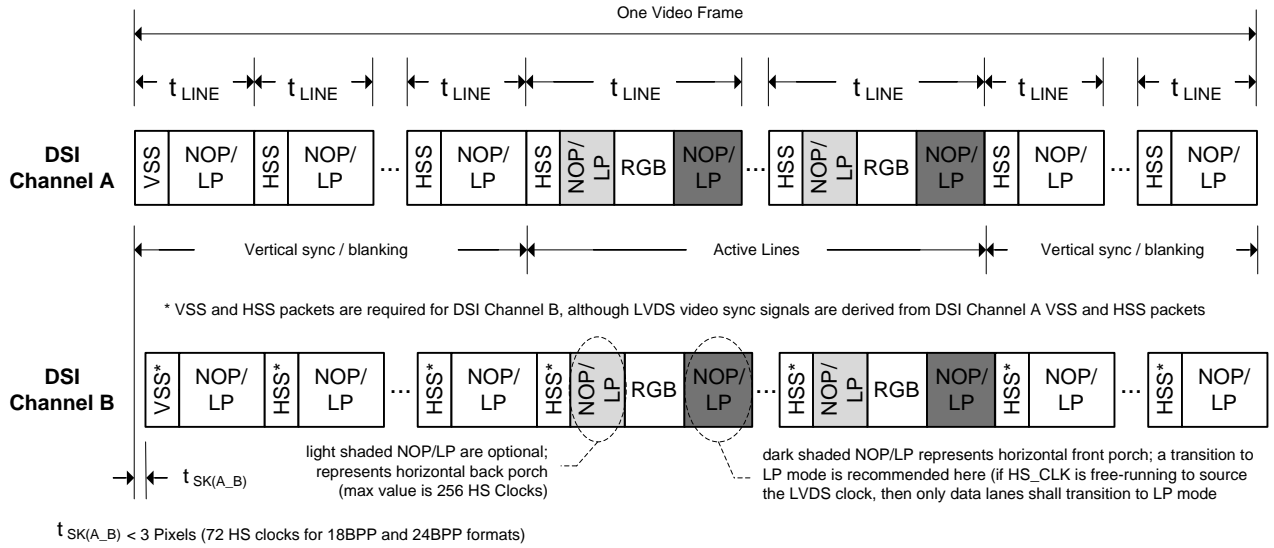 One Video Frame
t LINE t LINE t LINE t LINE t LINE t LINE t LINE
DSI
Channel A
VSS NOP/ LP HSS NOP/ LP ... HSS NOP/ LP HSS NOP/ LP RGB NOP/ LP ... HSS NOP/ LP RGB NOP/ LP HSS NOP/ LP ... HSS NOP/ LP
Vertical sync / blanking Active Lines Vertical sync / blanking
* VSS and HSS packets are required for DSI Channel B, although LVDS video sync signals are derived from DSI Channel A VSS and HSS packets
DSI
Channel B
VSS* NOP/ LP HSS* NOP/ LP ... HSS* NOP/ LP HSS* NOP/ LP RGB NOP/ LP ... HSS* NOP/ LP RGB NOP/ LP HSS* NOP/ LP ... HSS* NOP/ LP
t SK(A_B)
light shaded NOP/LP are optional;
represents horizontal back porch
(max value is 256 HS Clocks)
dark shaded NOP/LP represents horizontal front porch; a transition to
LP mode is recommended here (if HS_CLK is free-running to source
the LVDS clock, then only data lanes shall transition to LP mode
t SK(A_B) < 3 Pixels (72 HS clocks for 18BPP and 24BPP formats)